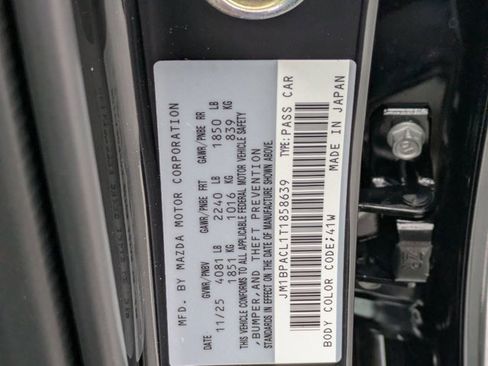 MFD. BY MAZDA MOTOR CORPORATION
GVWR/PNBV GAWR/PNBE FRT GAWR/PNBE RR
DATE 11/25 4081 LB 2240 LB 1850 LB
1851 KG 1016 KG 839 KG
THIS VEHICLE CONFORMS TO ALL APPLICABLE FEDERAL MOTOR VEHICLE SAFETY
, BUMPER, AND THEFT PREVENTION
STANDARDS IN EFFECT ON THE DATE OF MANUFACTURE SHOWN ABOVE.
JM1BPACL1T1858639 TYPE:PASS CAR
BODY COLOR CODE;41W MADE IN JAPAN